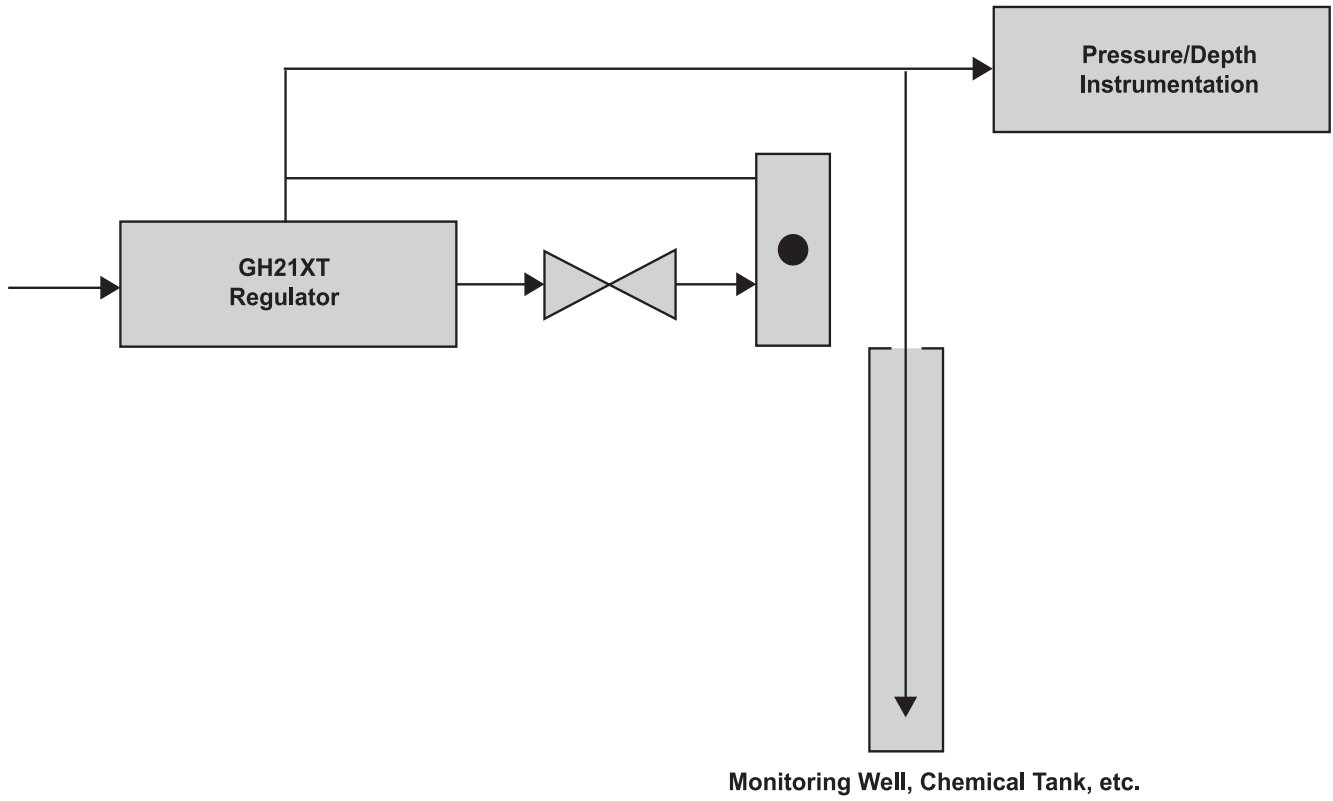 Pressure/Depth
Instrumentation
GH21XT
Regulator
Monitoring Well, Chemical Tank, etc.